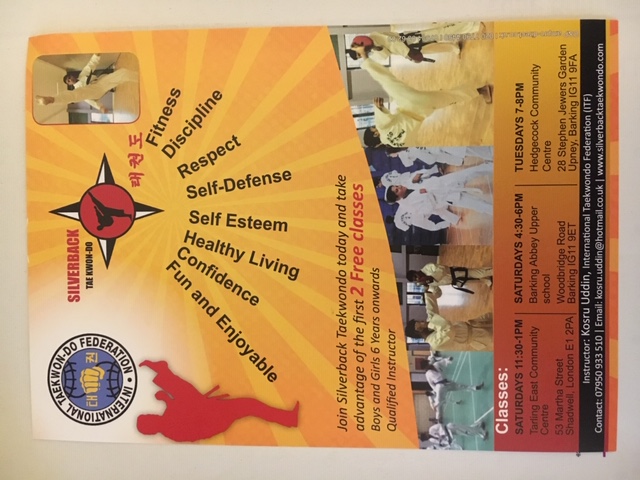 INTERNATIONAL TAEKWON-DO FEDERATION
태 권
SILVERBACK
TAE KWON-DO
태권도
Fitness
Discipline
Respect
Self-Defense
Self Esteem
Healthy Living
Confidence
Fun and Enjoyable
Join Silverback Taekwondo today and take
advantage of the first 2 Free classes
Boys and Girls 6 Years onwards
Qualified Instructor
Classes:
SATURDAYS 11:30-1PM
Tarling East Community
Centre
53 Martha Street
Shadwell, London E1 2PA
SATURDAYS 4:30-6PM
Barking Abbey Upper
school
Woodbridge Road
Barking IG11 9ET
TUESDAYS 7-8PM
Hedgecock Community
Centre
28 Stephen Jewers Garden
Upney, Barking IG11 9FA
Instructor: Kosru Uddin, International Taekwondo Federation (ITF)
Contact: 07950 933 510 | Email: kosru.uddin@hotmail.co.uk | www.silverbacktaekwondo.com